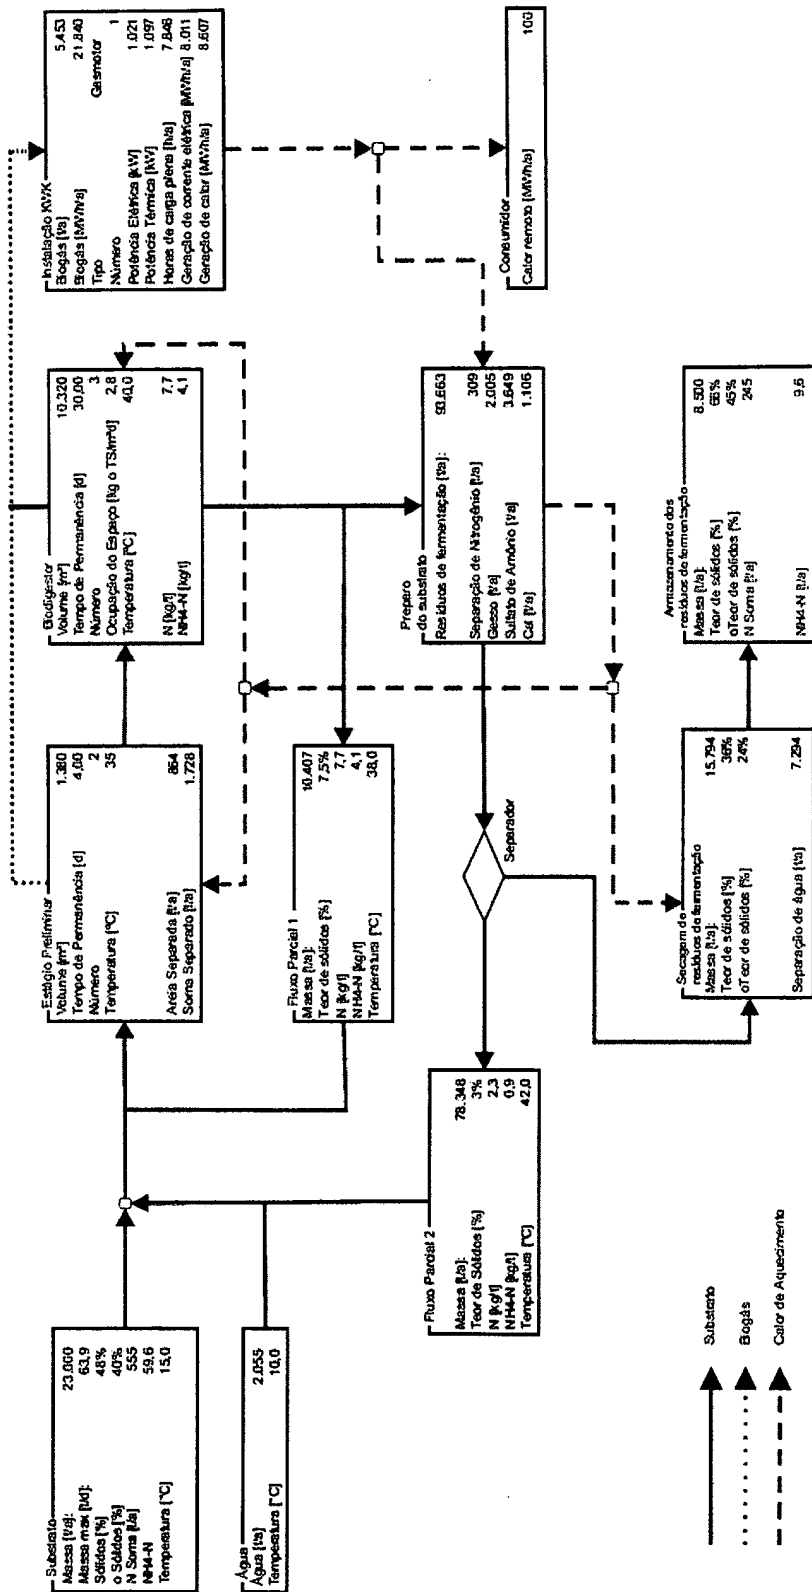 Substrato
Massa [t/a]: 23.000
Massa max [t/d]: 63,9
Sólidos [%] 48%
o Sólidos [%] 40%
N Soma [t/a] 555
NH4-N 59,6
Temperatura [°C] 15,0
Água
Água [t/a] 2.055
Temperatura [°C] 10,0
Estágio Preliminar
Volume [m³] 1.380
Tempo de Permanência [d] 4,00
Número 2
Temperatura [°C] 35
Areia Separada [t/a] 864
Soma Separado [t/a] 1.728
Fluxo Parcial 1
Massa [t/a] 10.407
Teor de sólidos [%] 7,5%
N [kg/t] 7,7
NH4-N [kg/t] 4,1
Temperatura [°C] 38,0
Fluxo Parcial 2
Massa [t/a]: 78.348
Teor de Sólidos [%] 3%
N [kg/t] 2,3
NH4-N [kg/t] 0,9
Temperatura [°C] 42,0
Biodigestor
Volume [m³] 10.320
Tempo de Permanência [d] 30,00
Número 3
Ocupação do Espaço [kg o TS/m³d] 2,8
Temperatura [°C] 40,0
N [kg/t] 7,7
NH4-N [kg/t] 4,1
Preparo
do substrato
Resíduos de fermentação [t/a]: 93.663
Separação de Nitrogênio [t/a] 309
Gesso [t/a] 2.005
Sulfato de Amônio [t/a] 3.649
Cal [t/a] 1.106
Separador
Secagem de
resíduos de fermentação
Massa [t/a]: 15.794
Teor de sólidos [%] 36%
oTeor de sólidos [%] 24%
Separação de água [t/a] 7.294
Armazenamento dos
resíduos de fermentação
Massa [t/a]: 8.500
Teor de sólidos [%] 66%
oTeor de sólidos [%] 45%
N Soma [t/a] 245
NH4-N [t/a] 9,6
Instalação KWK
Biogás [t/a] 5.453
Biogás [MWh/a] 21.840
Tipo Gasmotor
Número 1
Potência Elétrica [kW] 1.021
Potência Térmica [kW] 1.097
Horas de carga plena [h/a] 7.846
Geração de corrente elétrica [MWh/a] 8.011
Geração de calor [MWh/a] 8.607
Consumidor
Calor remoto [MWh/a] 100
Substrato
Biogás
Calor de Aquecimento